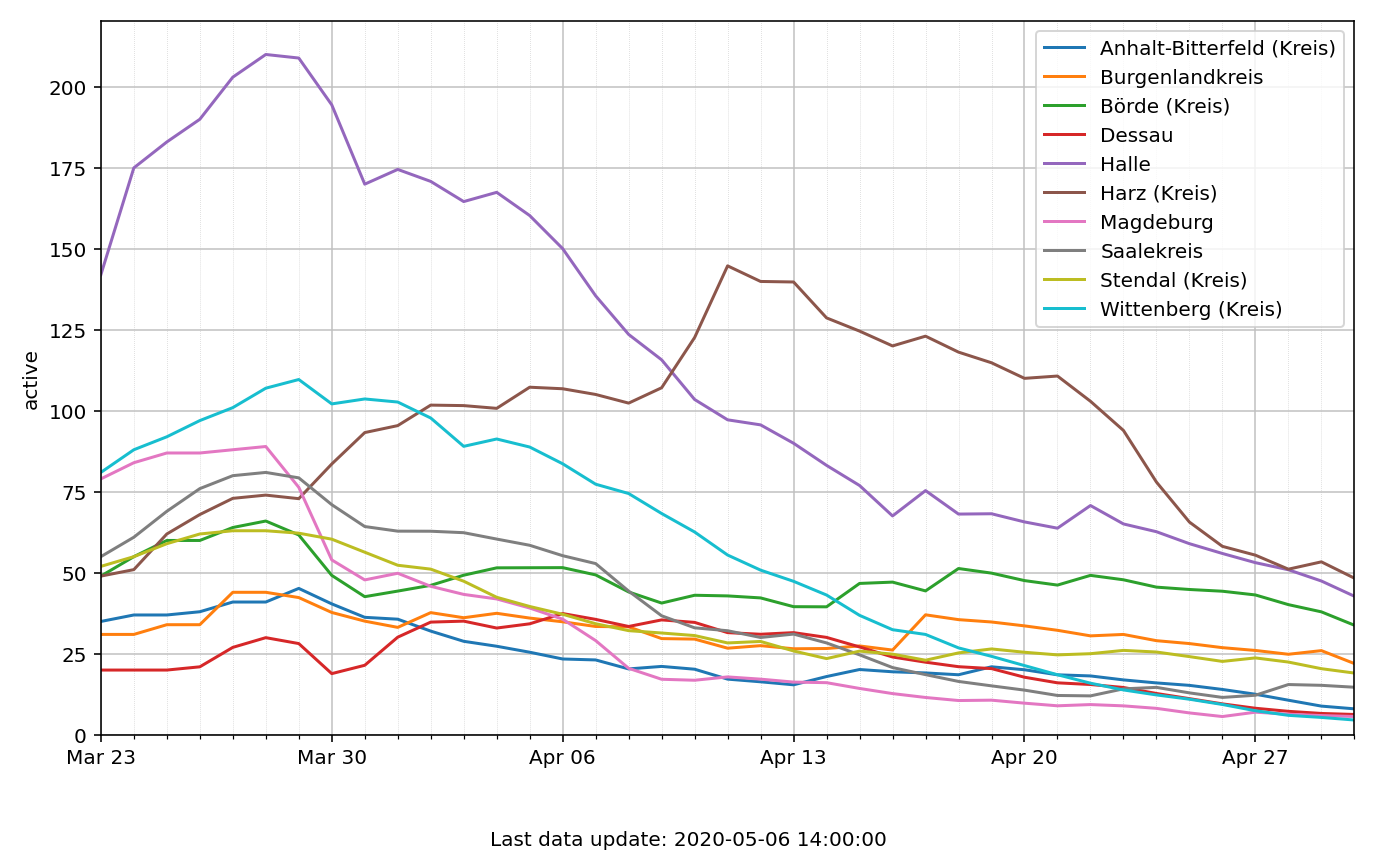 200
175
150
125
100
75
50
25
0
active
Mar 23
Mar 30
Apr 06
Apr 13
Apr 20
Apr 27
Anhalt-Bitterfeld (Kreis)
Burgenlandkreis
Börde (Kreis)
Dessau
Halle
Harz (Kreis)
Magdeburg
Saalekreis
Stendal (Kreis)
Wittenberg (Kreis)
Last data update: 2020-05-06 14:00:00